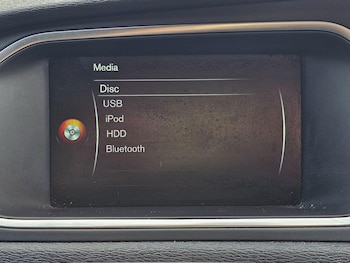 Media
Disc
USB
iPod
HDD
Bluetooth